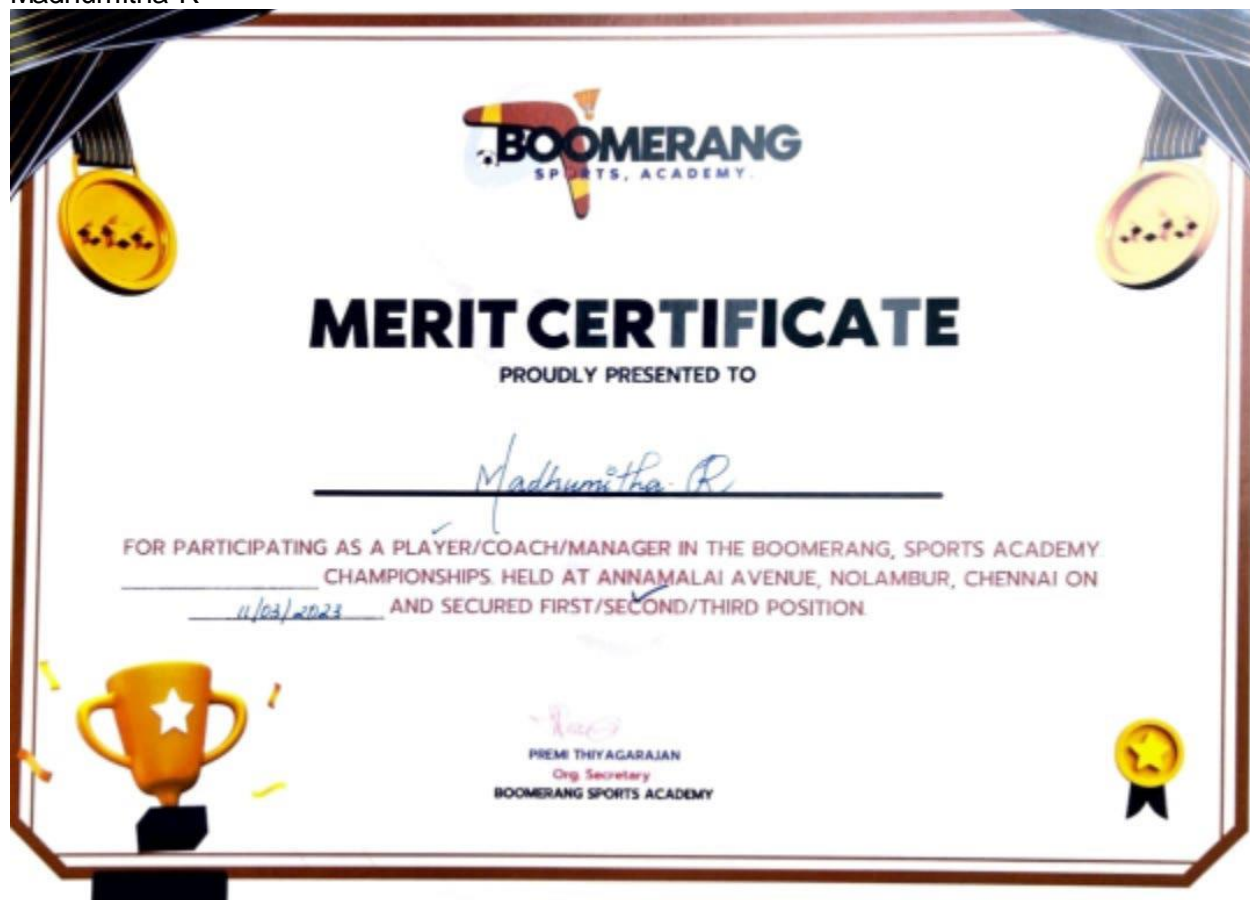 Madhumitha R
BOOMERANG
SPORTS, ACADEMY.
MERIT CERTIFICATE
PROUDLY PRESENTED TO
Madhumitha R
FOR PARTICIPATING AS A PLAYER/COACH/MANAGER IN THE BOOMERANG, SPORTS ACADEMY.
CHAMPIONSHIPS. HELD AT ANNAMALAI AVENUE, NOLAMBUR, CHENNAI ON
11/03/2023 AND SECURED FIRST/SECOND/THIRD POSITION.
PREMI THIYAGARAJAN
Org. Secretary
BOOMERANG SPORTS ACADEMY